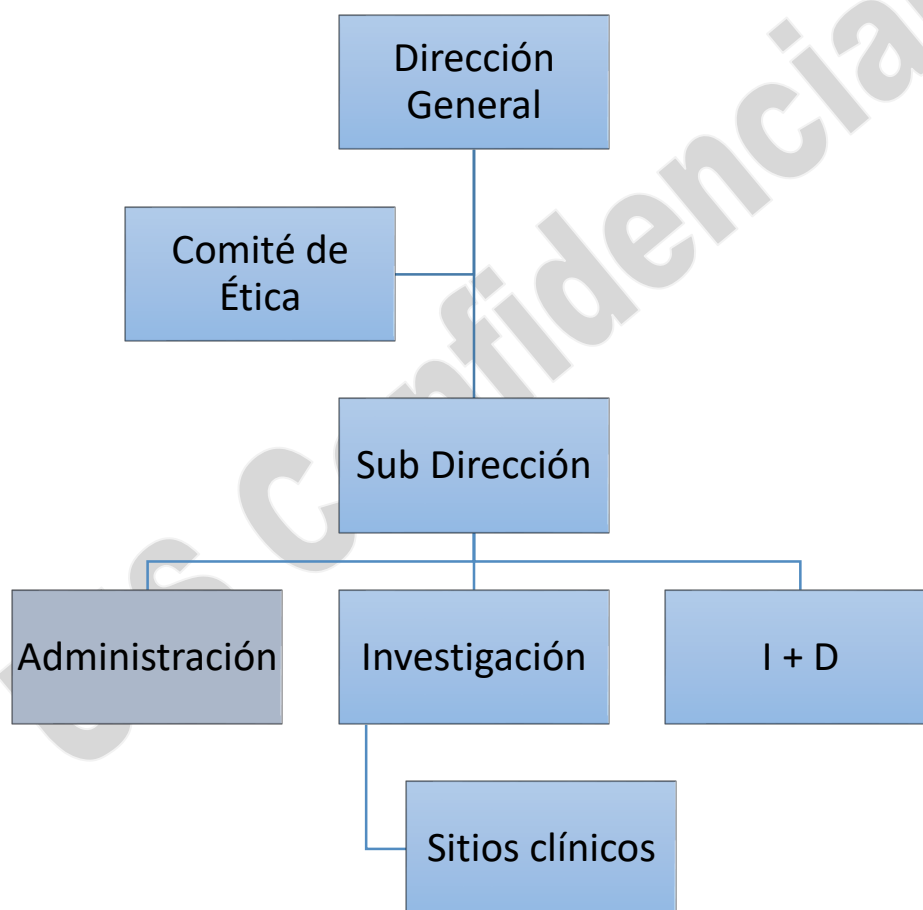 Dirección
General
Comité de
Ética
Sub Dirección
Administración
Investigación
I + D
Sitios clínicos